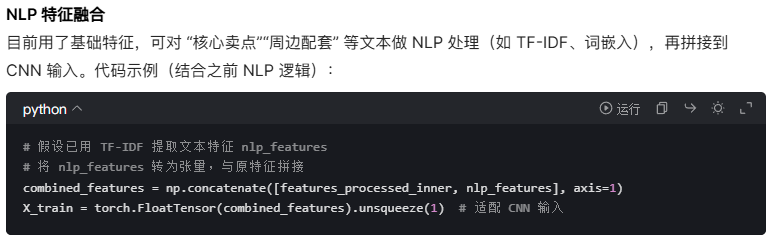 NLP 特征融合
目前用了基础特征，可对 “核心卖点”“周边配套” 等文本做 NLP 处理（如 TF-IDF、词嵌入），再拼接到
CNN 输入。代码示例（结合之前 NLP 逻辑）：
python 运行
# 假设已用 TF-IDF 提取文本特征 nlp_features
# 将 nlp_features 转为张量，与原特征拼接
combined_features = np.concatenate([features_processed_inner, nlp_features], axis=1)
X_train = torch.FloatTensor(combined_features).unsqueeze(1)  # 适配 CNN 输入